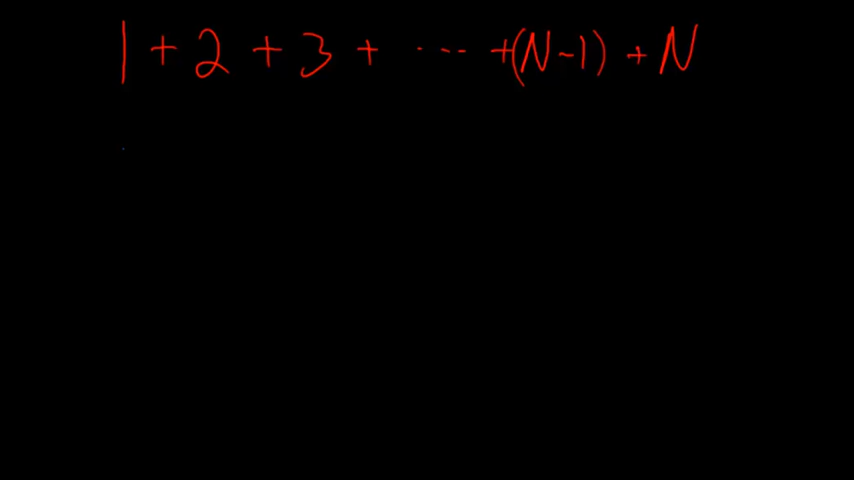 1 + 2 + 3 + ... + (N-1) + N